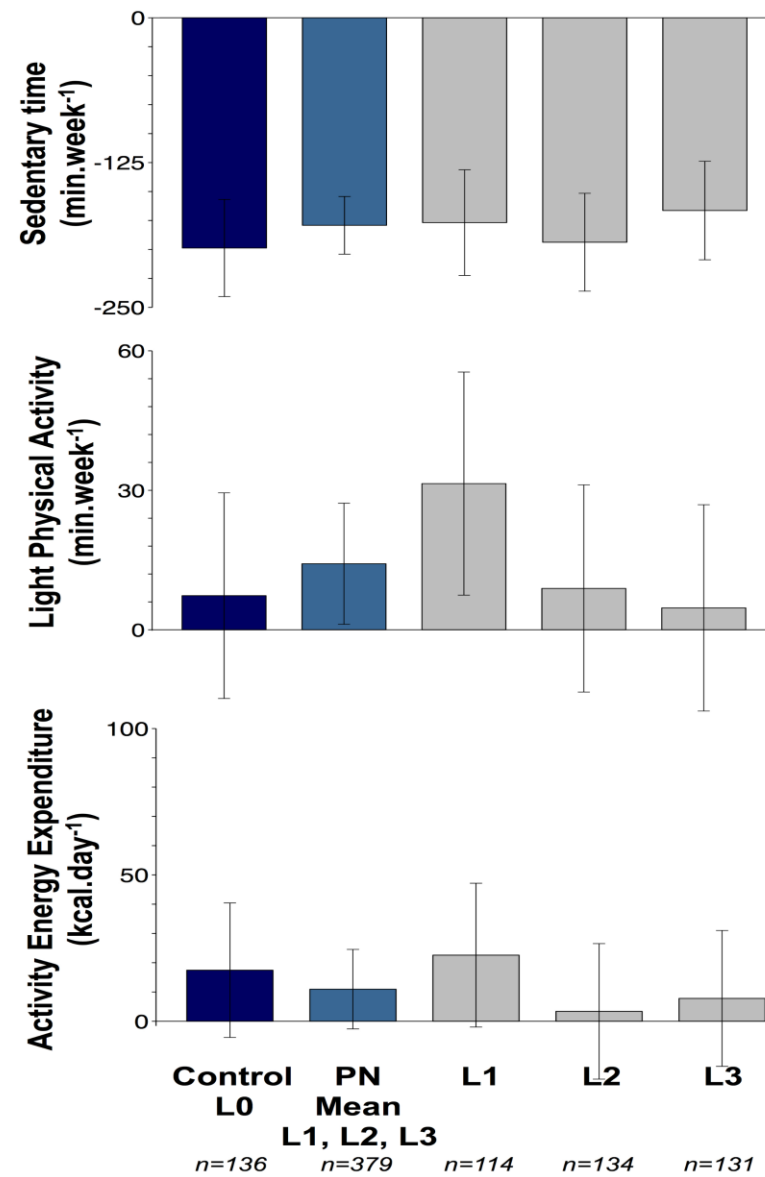 Sedentary time
(min.week-1)
0
-125
-250
Light Physical Activity
(min.week-1)
60
30
0
Activity Energy Expenditure
(kcal.day-1)
100
50
0
Control
L0
PN
Mean
L1, L2, L3
L1
L2
L3
n=136
n=379
n=114
n=134
n=131